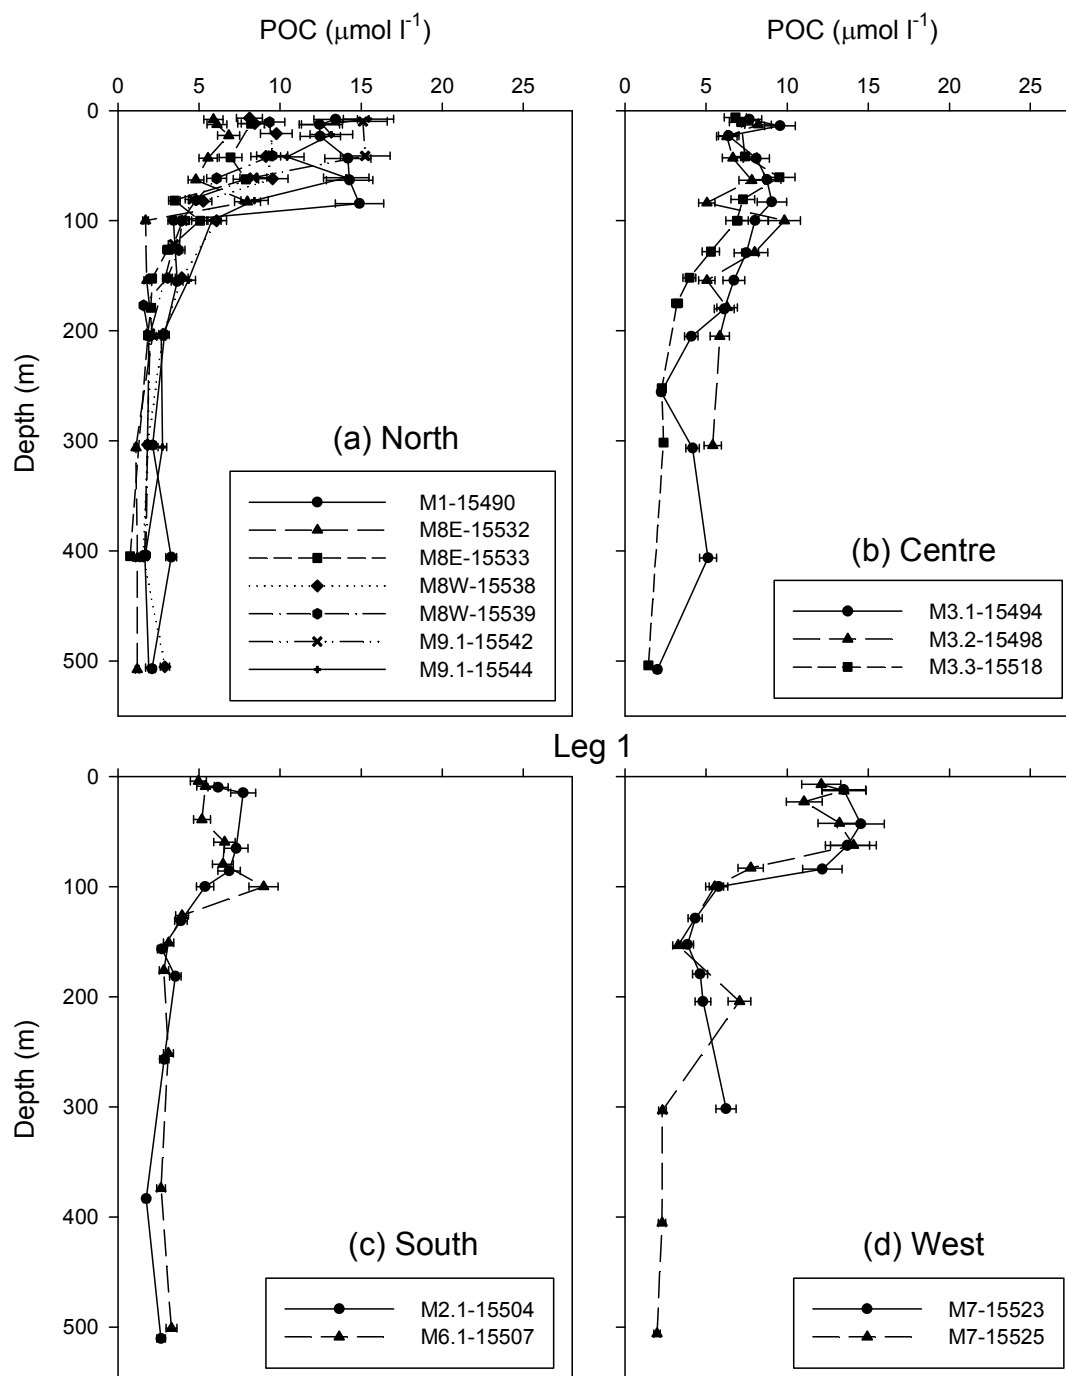 POC (μmol l⁻¹) POC (μmol l⁻¹)
0 5 10 15 20 25 0 5 10 15 20 25
0
100
200
300
400
500
Depth (m)
(a) North
M1-15490
M8E-15532
M8E-15533
M8W-15538
M8W-15539
M9.1-15542
M9.1-15544
(b) Centre
M3.1-15494
M3.2-15498
M3.3-15518
Leg 1
0
100
200
300
400
500
Depth (m)
(c) South
M2.1-15504
M6.1-15507
(d) West
M7-15523
M7-15525